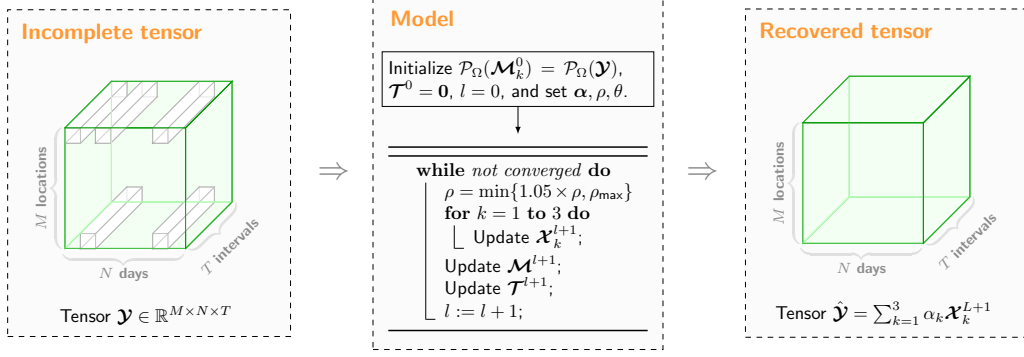 Incomplete tensor
M locations
N days
T intervals
Tensor 𝓨 ∈ ℝ^{M×N×T}
⇒
Model
Initialize 𝒫_Ω(𝓜_k^0) = 𝒫_Ω(𝓨),
𝓣^0 = 0, l = 0, and set α, ρ, θ.
while not converged do
ρ = min{1.05 × ρ, ρ_max}
for k = 1 to 3 do
Update 𝓧_k^{l+1};
Update 𝓜^{l+1};
Update 𝓣^{l+1};
l := l + 1;
⇒
Recovered tensor
M locations
N days
T intervals
Tensor 𝓨̂ = ∑_{k=1}^3 α_k 𝓧_k^{L+1}